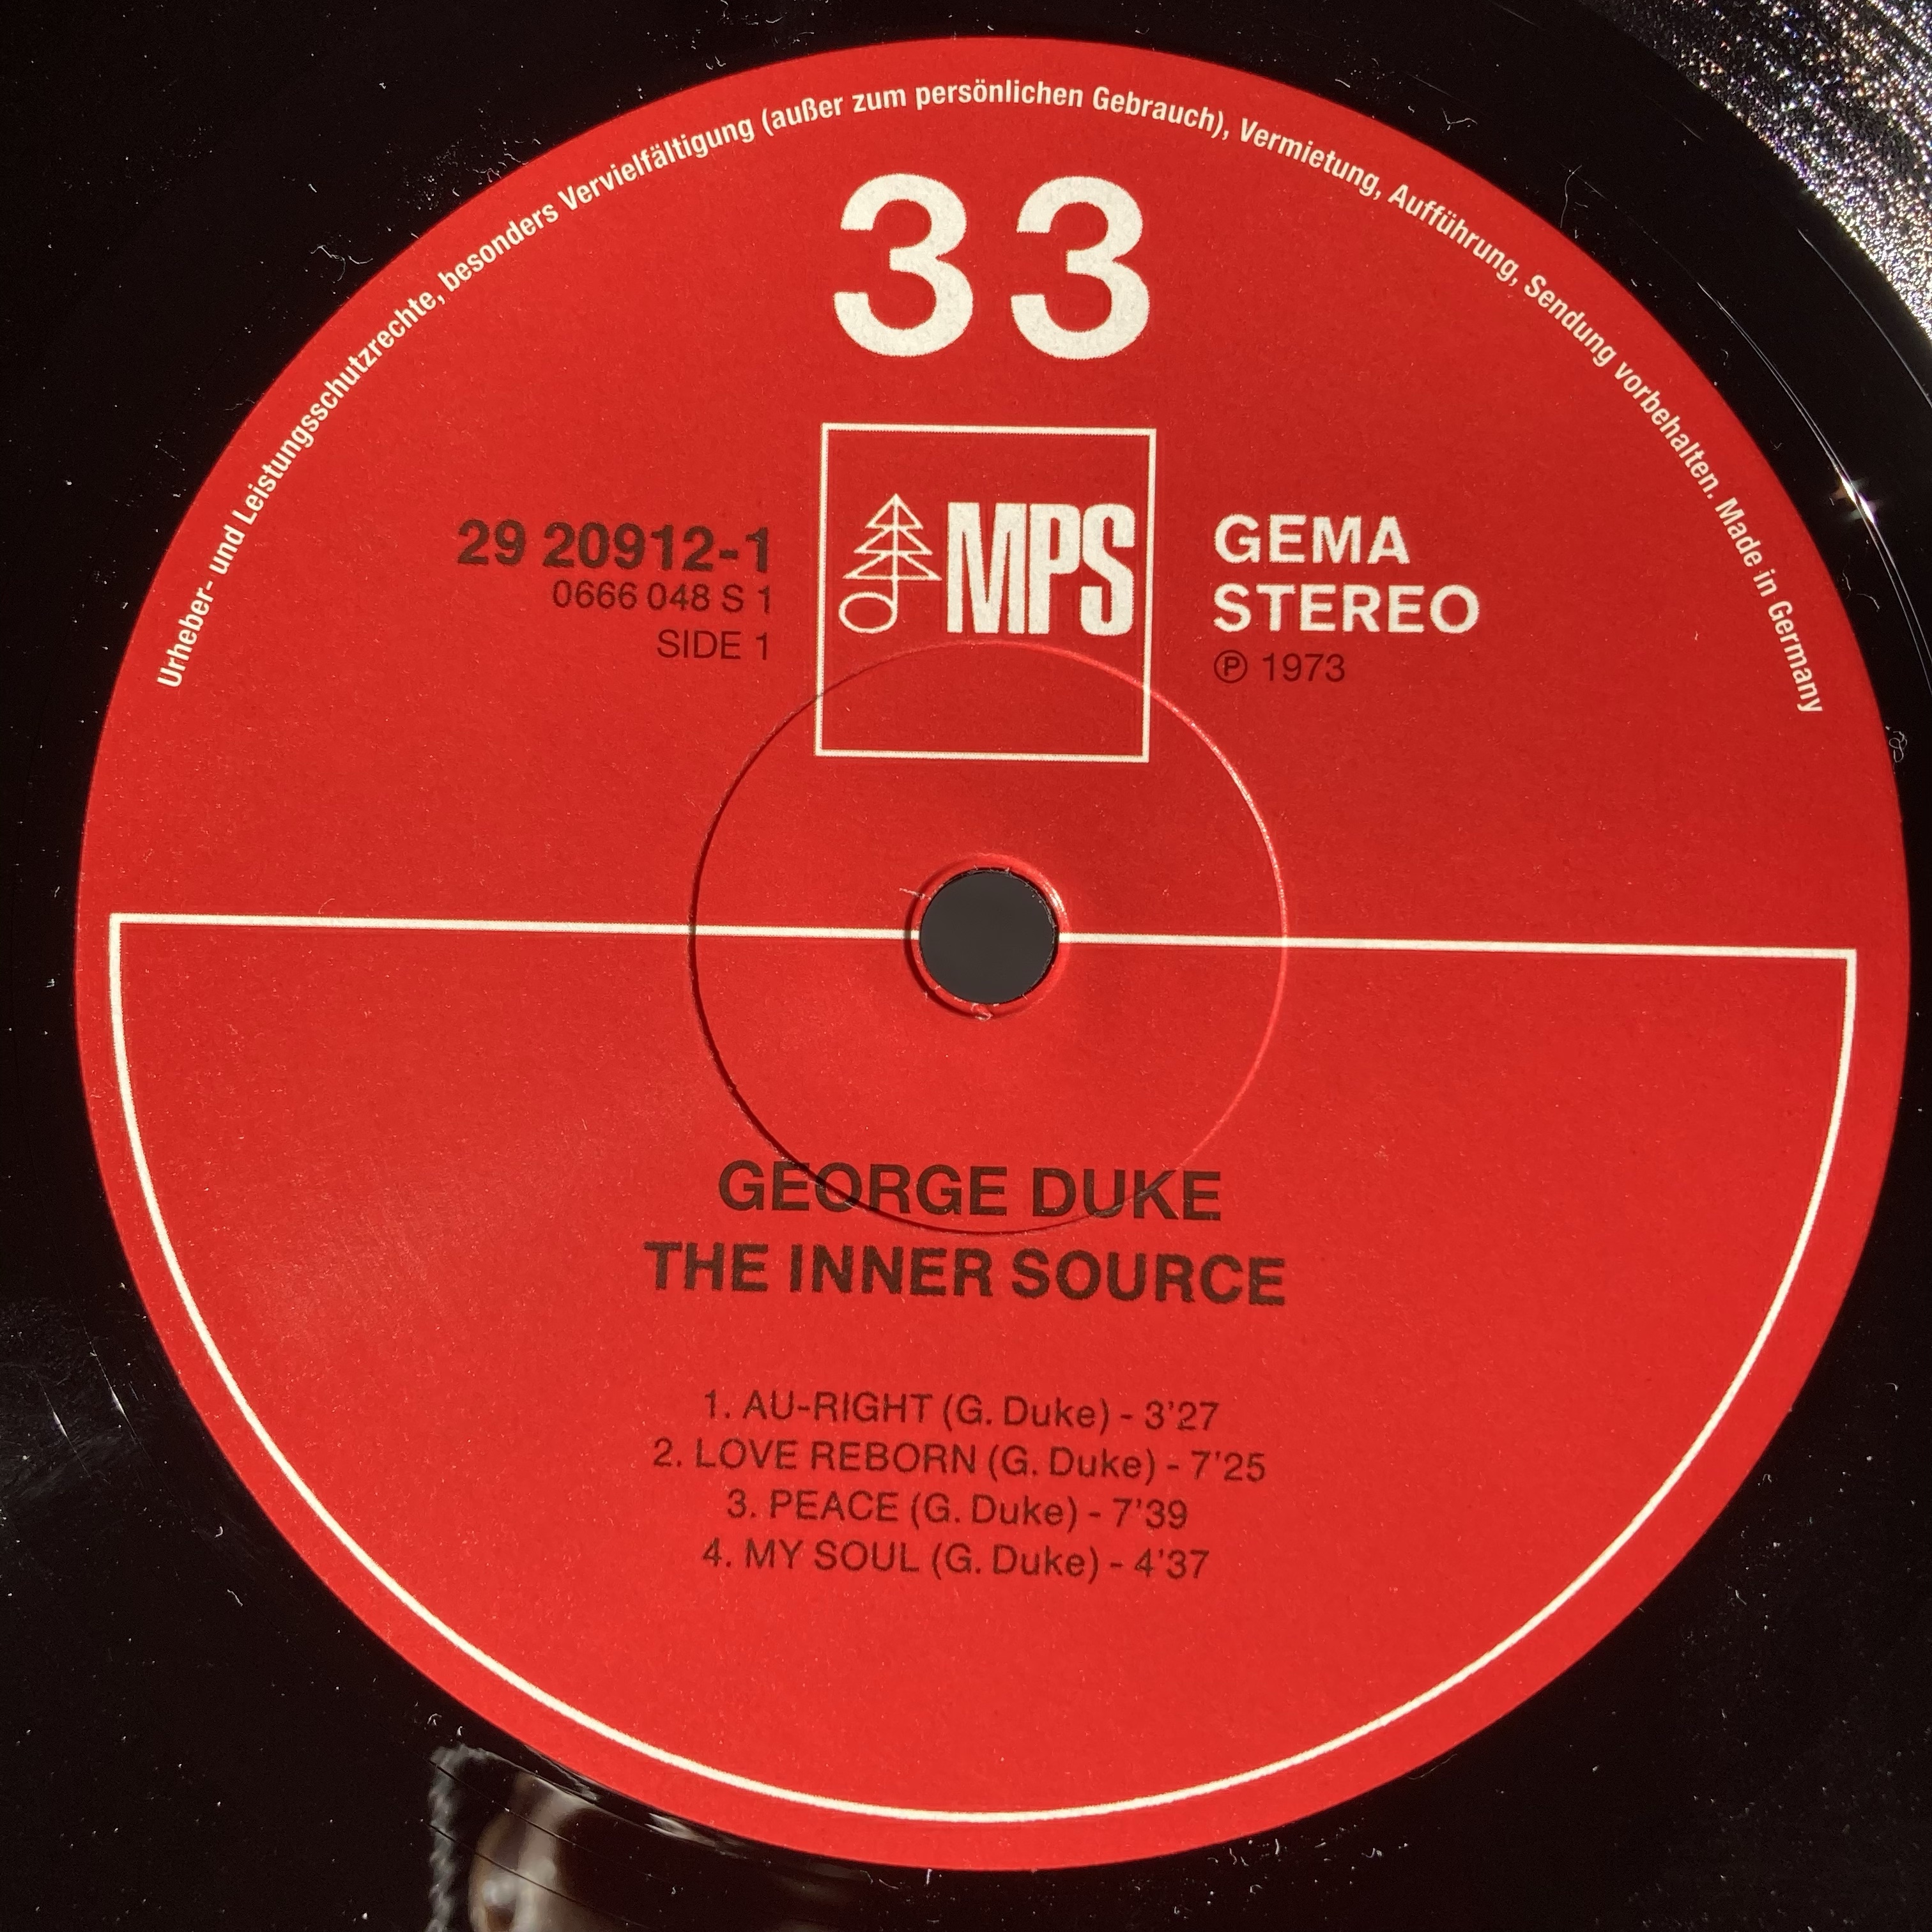 Urheber- und Leistungsschutzrechte, besonders Vervielfältigung (außer zum persönlichen Gebrauch), Vermietung, Aufführung, Sendung vorbehalten. Made in Germany
33
29 20912-1
0666 048 S 1
SIDE 1
MPS
GEMA
STEREO
℗ 1973
GEORGE DUKE
THE INNER SOURCE
1. AU-RIGHT (G. Duke) - 3'27
2. LOVE REBORN (G. Duke) - 7'25
3. PEACE (G. Duke) - 7'39
4. MY SOUL (G. Duke) - 4'37